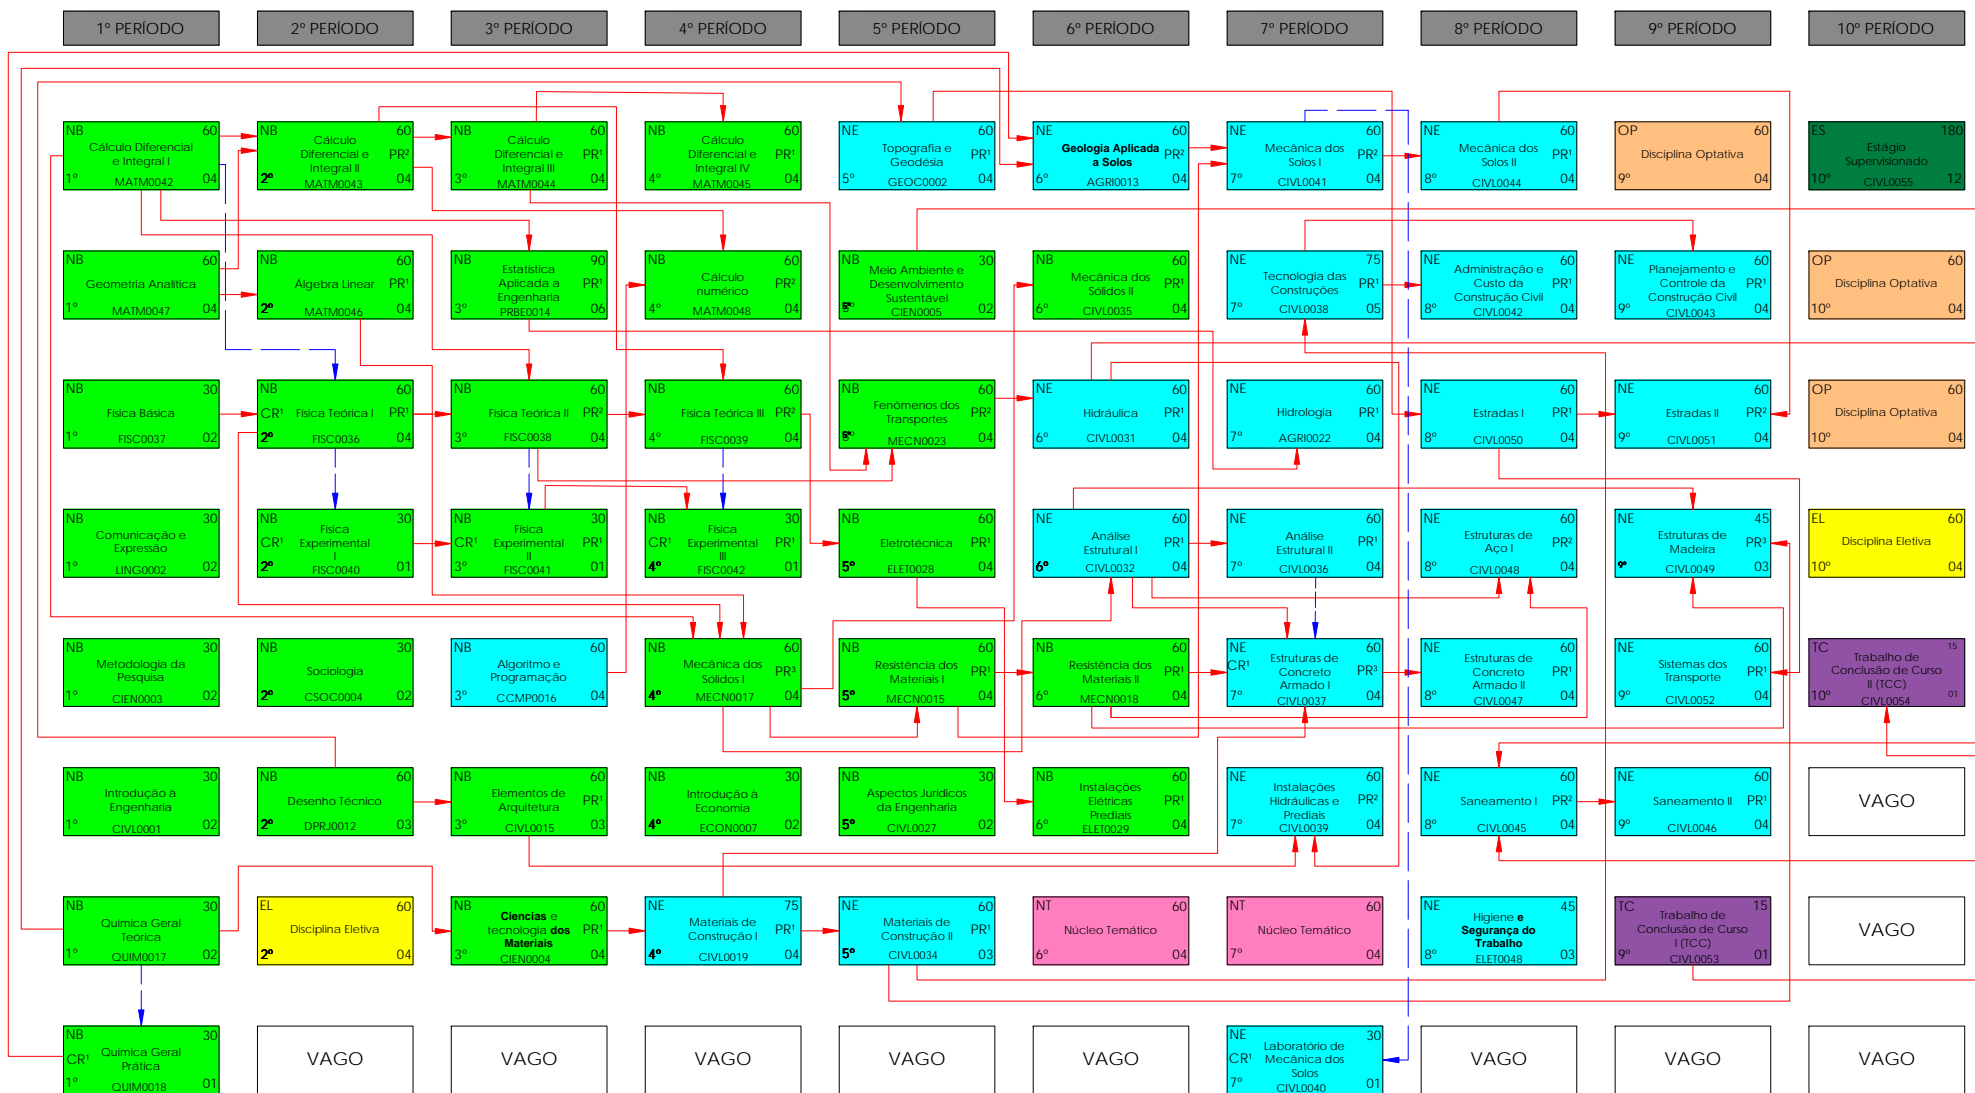 1º PERÍODO
2º PERÍODO
3º PERÍODO
4º PERÍODO
5º PERÍODO
6º PERÍODO
7º PERÍODO
8º PERÍODO
9º PERÍODO
10º PERÍODO
NB 60
Cálculo Diferencial
e Integral I
1º MATM0042 04
NB 60
Cálculo
Diferencial e
Integral II PR²
2º MATM0043 04
NB 60
Cálculo
Diferencial e
Integral III PR¹
3º MATM0044 04
NB 60
Cálculo
Diferencial e
Integral IV PR¹
4º MATM0045 04
NE 60
Topografia e
Geodésia PR¹
5º GEOC0002 04
NE 60
Geologia Aplicada
a Solos PR²
6º AGRI0013 04
NE 60
Mecânica dos
Solos I PR²
7º CIVL0041 04
NE 60
Mecânica dos
Solos II PR¹
8º CIVL0044 04
OP 60
Disciplina Optativa
9º 04
ES 180
Estágio
Supervisionado
10º CIVL0055 12
NB 60
Geometria Analítica
1º MATM0047 04
NB 60
Álgebra Linear PR¹
2º MATM0046 04
NB 90
Estatística
Aplicada a PR¹
Engenharia
3º PRBE0014 06
NB 60
Cálculo
numérico PR²
4º MATM0048 04
NB 30
Meio Ambiente e
Desenvolvimento
Sustentável
5º CIEN0005 02
NB 60
Mecânica dos
Sólidos II PR¹
6º CIVL0035 04
NE 75
Tecnologia das
Construções PR¹
7º CIVL0038 05
NE 60
Administração e
Custo da PR¹
Construção Civil
8º CIVL0042 04
NE 60
Planejamento e
Controle da PR¹
Construção Civil
9º CIVL0043 04
OP 60
Disciplina Optativa
10º 04
NB 30
Física Básica
1º FISC0037 02
NB 60
CR¹ Física Teórica I PR¹
2º FISC0036 04
NB 60
Física Teórica II PR²
3º FISC0038 04
NB 60
Física Teórica III PR²
4º FISC0039 04
NB 60
Fenômenos dos
Transportes PR²
5º MECN0023 04
NE 60
Hidráulica PR¹
6º CIVL0031 04
NE 60
Hidrologia PR¹
7º AGRI0022 04
NE 60
Estradas I PR¹
8º CIVL0050 04
NE 60
Estradas II PR²
9º CIVL0051 04
OP 60
Disciplina Optativa
10º 04
NB 30
Comunicação e
Expressão
1º LING0002 02
NB 30
Física
CR¹ Experimental
I
2º FISC0040 01
NB 30
Física
CR¹ Experimental PR¹
II
3º FISC0041 01
NB 30
Física
CR¹ Experimental PR¹
III
4º FISC0042 01
NB 60
Eletrotécnica PR¹
5º ELET0028 04
NE 60
Análise
Estrutural I PR¹
6º CIVL0032 04
NE 60
Análise
Estrutural II PR¹
7º CIVL0036 04
NE 60
Estruturas de
Aço I PR²
8º CIVL0048 04
NE 45
Estruturas de
Madeira PR³
9º CIVL0049 03
EL 60
Disciplina Eletiva
10º 04
NB 30
Metodologia da
Pesquisa
1º CIEN0003 02
NB 30
Sociologia
2º CSOC0004 02
NB 60
Algoritmo e
Programação
3º CCMP0016 04
NB 60
Mecânica dos
Sólidos I PR³
4º MECN0017 04
NB 60
Resistência dos
Materiais I PR¹
5º MECN0015 04
NB 60
Resistência dos
Materiais II PR¹
6º MECN0018 04
NE 60
CR¹ Estruturas de
Concreto PR³
Armado I
7º CIVL0037 04
NE 60
Estruturas de
Concreto PR¹
Armado II
8º CIVL0047 04
NE 60
Sistemas dos
Transporte PR¹
9º CIVL0052 04
TC 15
Trabalho de
Conclusão de Curso
II (TCC)
10º CIVL0054 01
NB 30
Introdução à
Engenharia
1º CIVL0001 02
NB 60
Desenho Técnico
2º DPRJ0012 03
NB 60
Elementos de
Arquitetura PR¹
3º CIVL0015 03
NB 30
Introdução à
Economia
4º ECON0007 02
NB 30
Aspectos Jurídicos
da Engenharia
5º CIVL0027 02
NB 60
Instalações
Elétricas PR¹
Prediais
6º ELET0029 04
NE 60
Instalações
Hidráulicas e PR²
Prediais
7º CIVL0039 04
NE 60
Saneamento I PR²
8º CIVL0045 04
NE 60
Saneamento II PR¹
9º CIVL0046 04
VAGO
NB 30
Química Geral
Teórica
1º QUIM0017 02
EL 60
Disciplina Eletiva
2º 04
NB 60
Ciencias e
tecnologia dos PR¹
Materiais
3º CIEN0004 04
NE 75
Materiais de
Construção I PR¹
4º CIVL0019 04
NE 60
Materiais de
Construção II PR¹
5º CIVL0034 03
NT 60
Núcleo Temático
6º 04
NT 60
Núcleo Temático
7º 04
NE 45
Higiene e
Segurança do
Trabalho
8º ELET0048 03
TC 15
Trabalho de
Conclusão de Curso
I (TCC)
9º CIVL0053 01
VAGO
NB 30
CR¹ Química Geral
Prática
1º QUIM0018 01
VAGO
VAGO
VAGO
VAGO
VAGO
NE 30
CR¹ Laboratório de
Mecânica dos
Solos
7º CIVL0040 01
VAGO
VAGO
VAGO